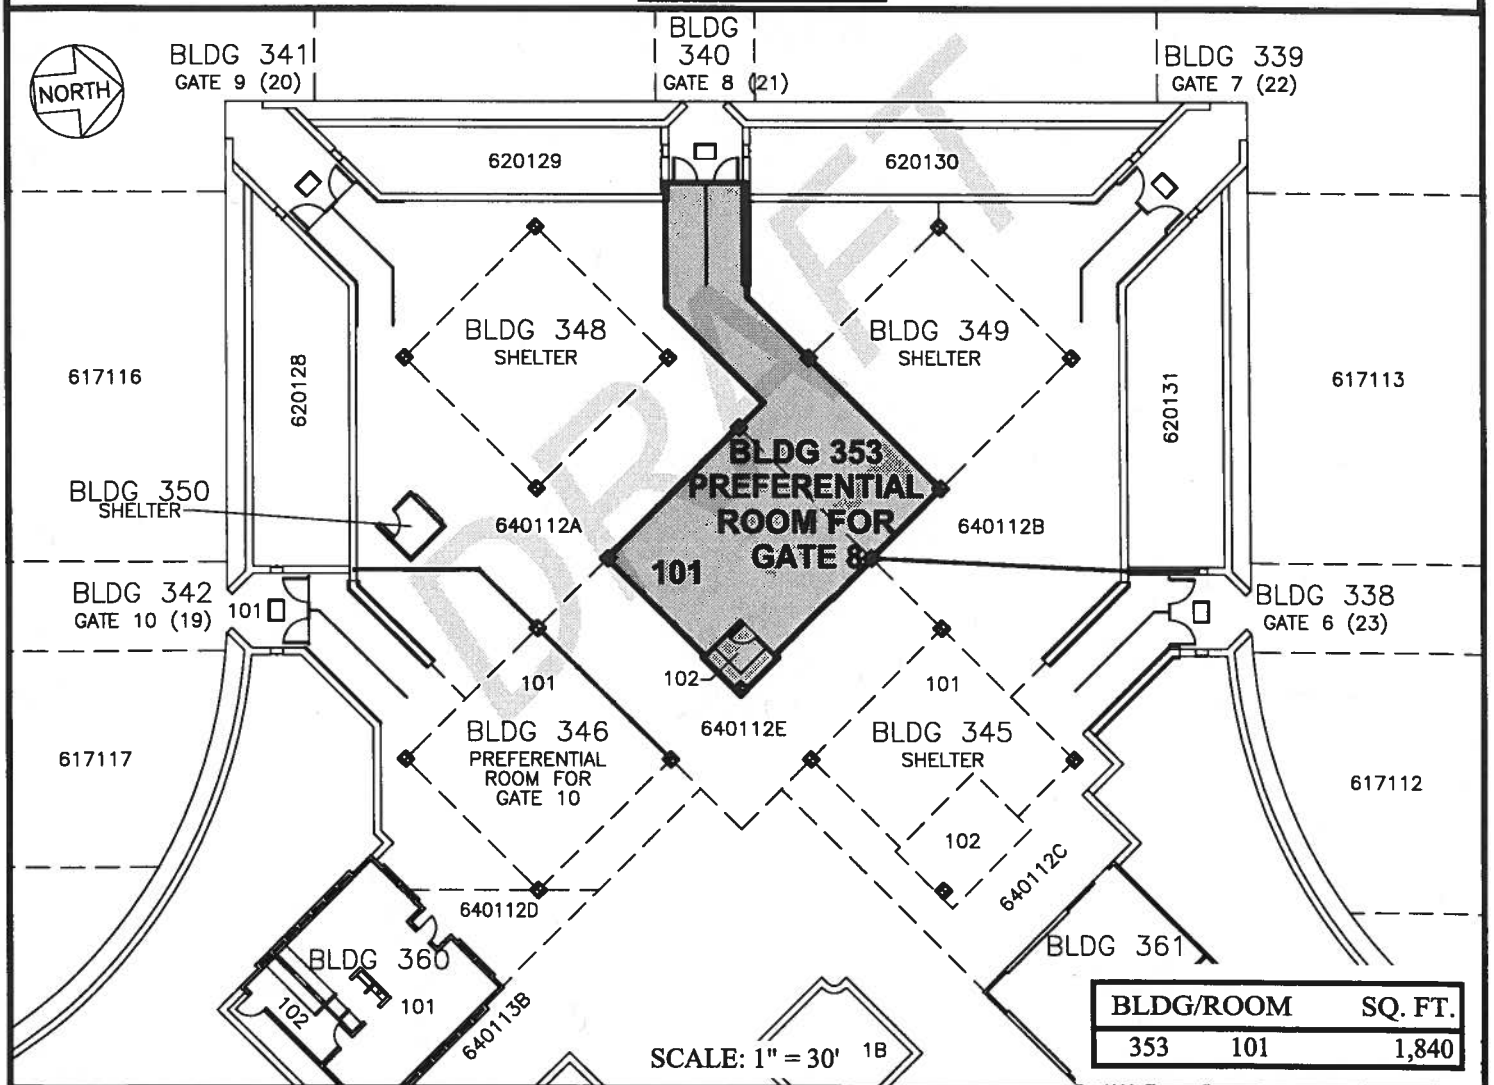 BLDG 341
GATE 9 (20)
BLDG
340
GATE 8 (21)
BLDG 339
GATE 7 (22)
NORTH
620129
620130
BLDG 348
SHELTER
BLDG 349
SHELTER
617116
620128
620131
617113
BLDG 353
PREFERENTIAL
ROOM FOR
GATE 8
101
BLDG 350
SHELTER
640112A
640112B
BLDG 342
GATE 10 (19)
101
BLDG 338
GATE 6 (23)
102
101
101
640112E
BLDG 346
PREFERENTIAL
ROOM FOR
GATE 10
BLDG 345
SHELTER
617117
617112
102
640112C
640112D
BLDG 360
101
102
640113B
BLDG 361
1B
SCALE: 1" = 30'
BLDG/ROOM SQ. FT.
353 101 1,840
DRAFT